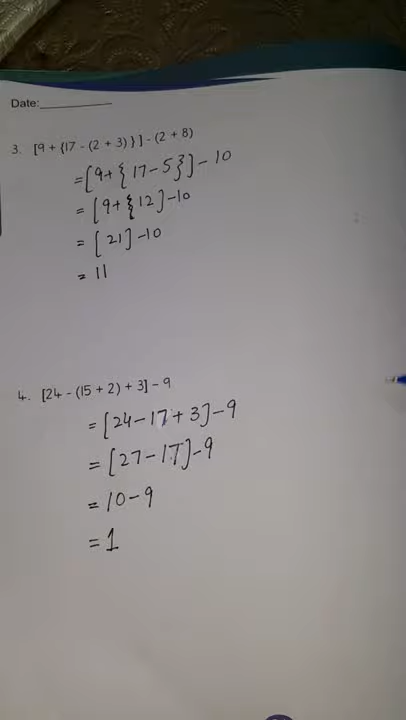 Date:__________
3. [9 + {17 - (2 + 3) } ] - (2 + 8)
= [9 + { 17 - 5 } ] - 10
= [9 + { 12 ] - 10
= [ 21 ] - 10
= 11
4. [24 - (15 + 2) + 3] - 9
= [24 - 17 + 3] - 9
= [27 - 17] - 9
= 10 - 9
= 1